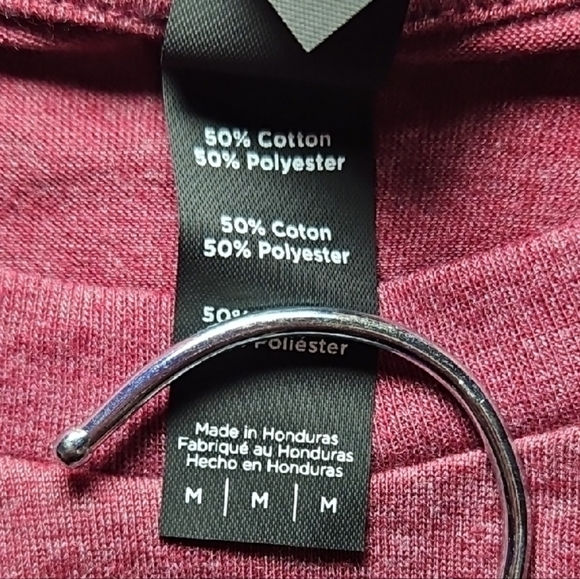 50% Cotton
50% Polyester
50% Coton
50% Polyester
50%
Poliéster
Made in Honduras
Fabriqué au Honduras
Hecho en Honduras
M | M | M